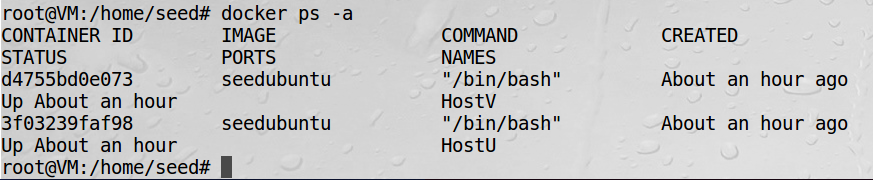 root@VM:/home/seed# docker ps -a
CONTAINER ID        IMAGE               COMMAND             CREATED
STATUS              PORTS               NAMES
d4755bd0e073        seedubuntu          "/bin/bash"         About an hour ago
Up About an hour                        HostV
3f03239faf98        seedubuntu          "/bin/bash"         About an hour ago
Up About an hour                        HostU
root@VM:/home/seed#